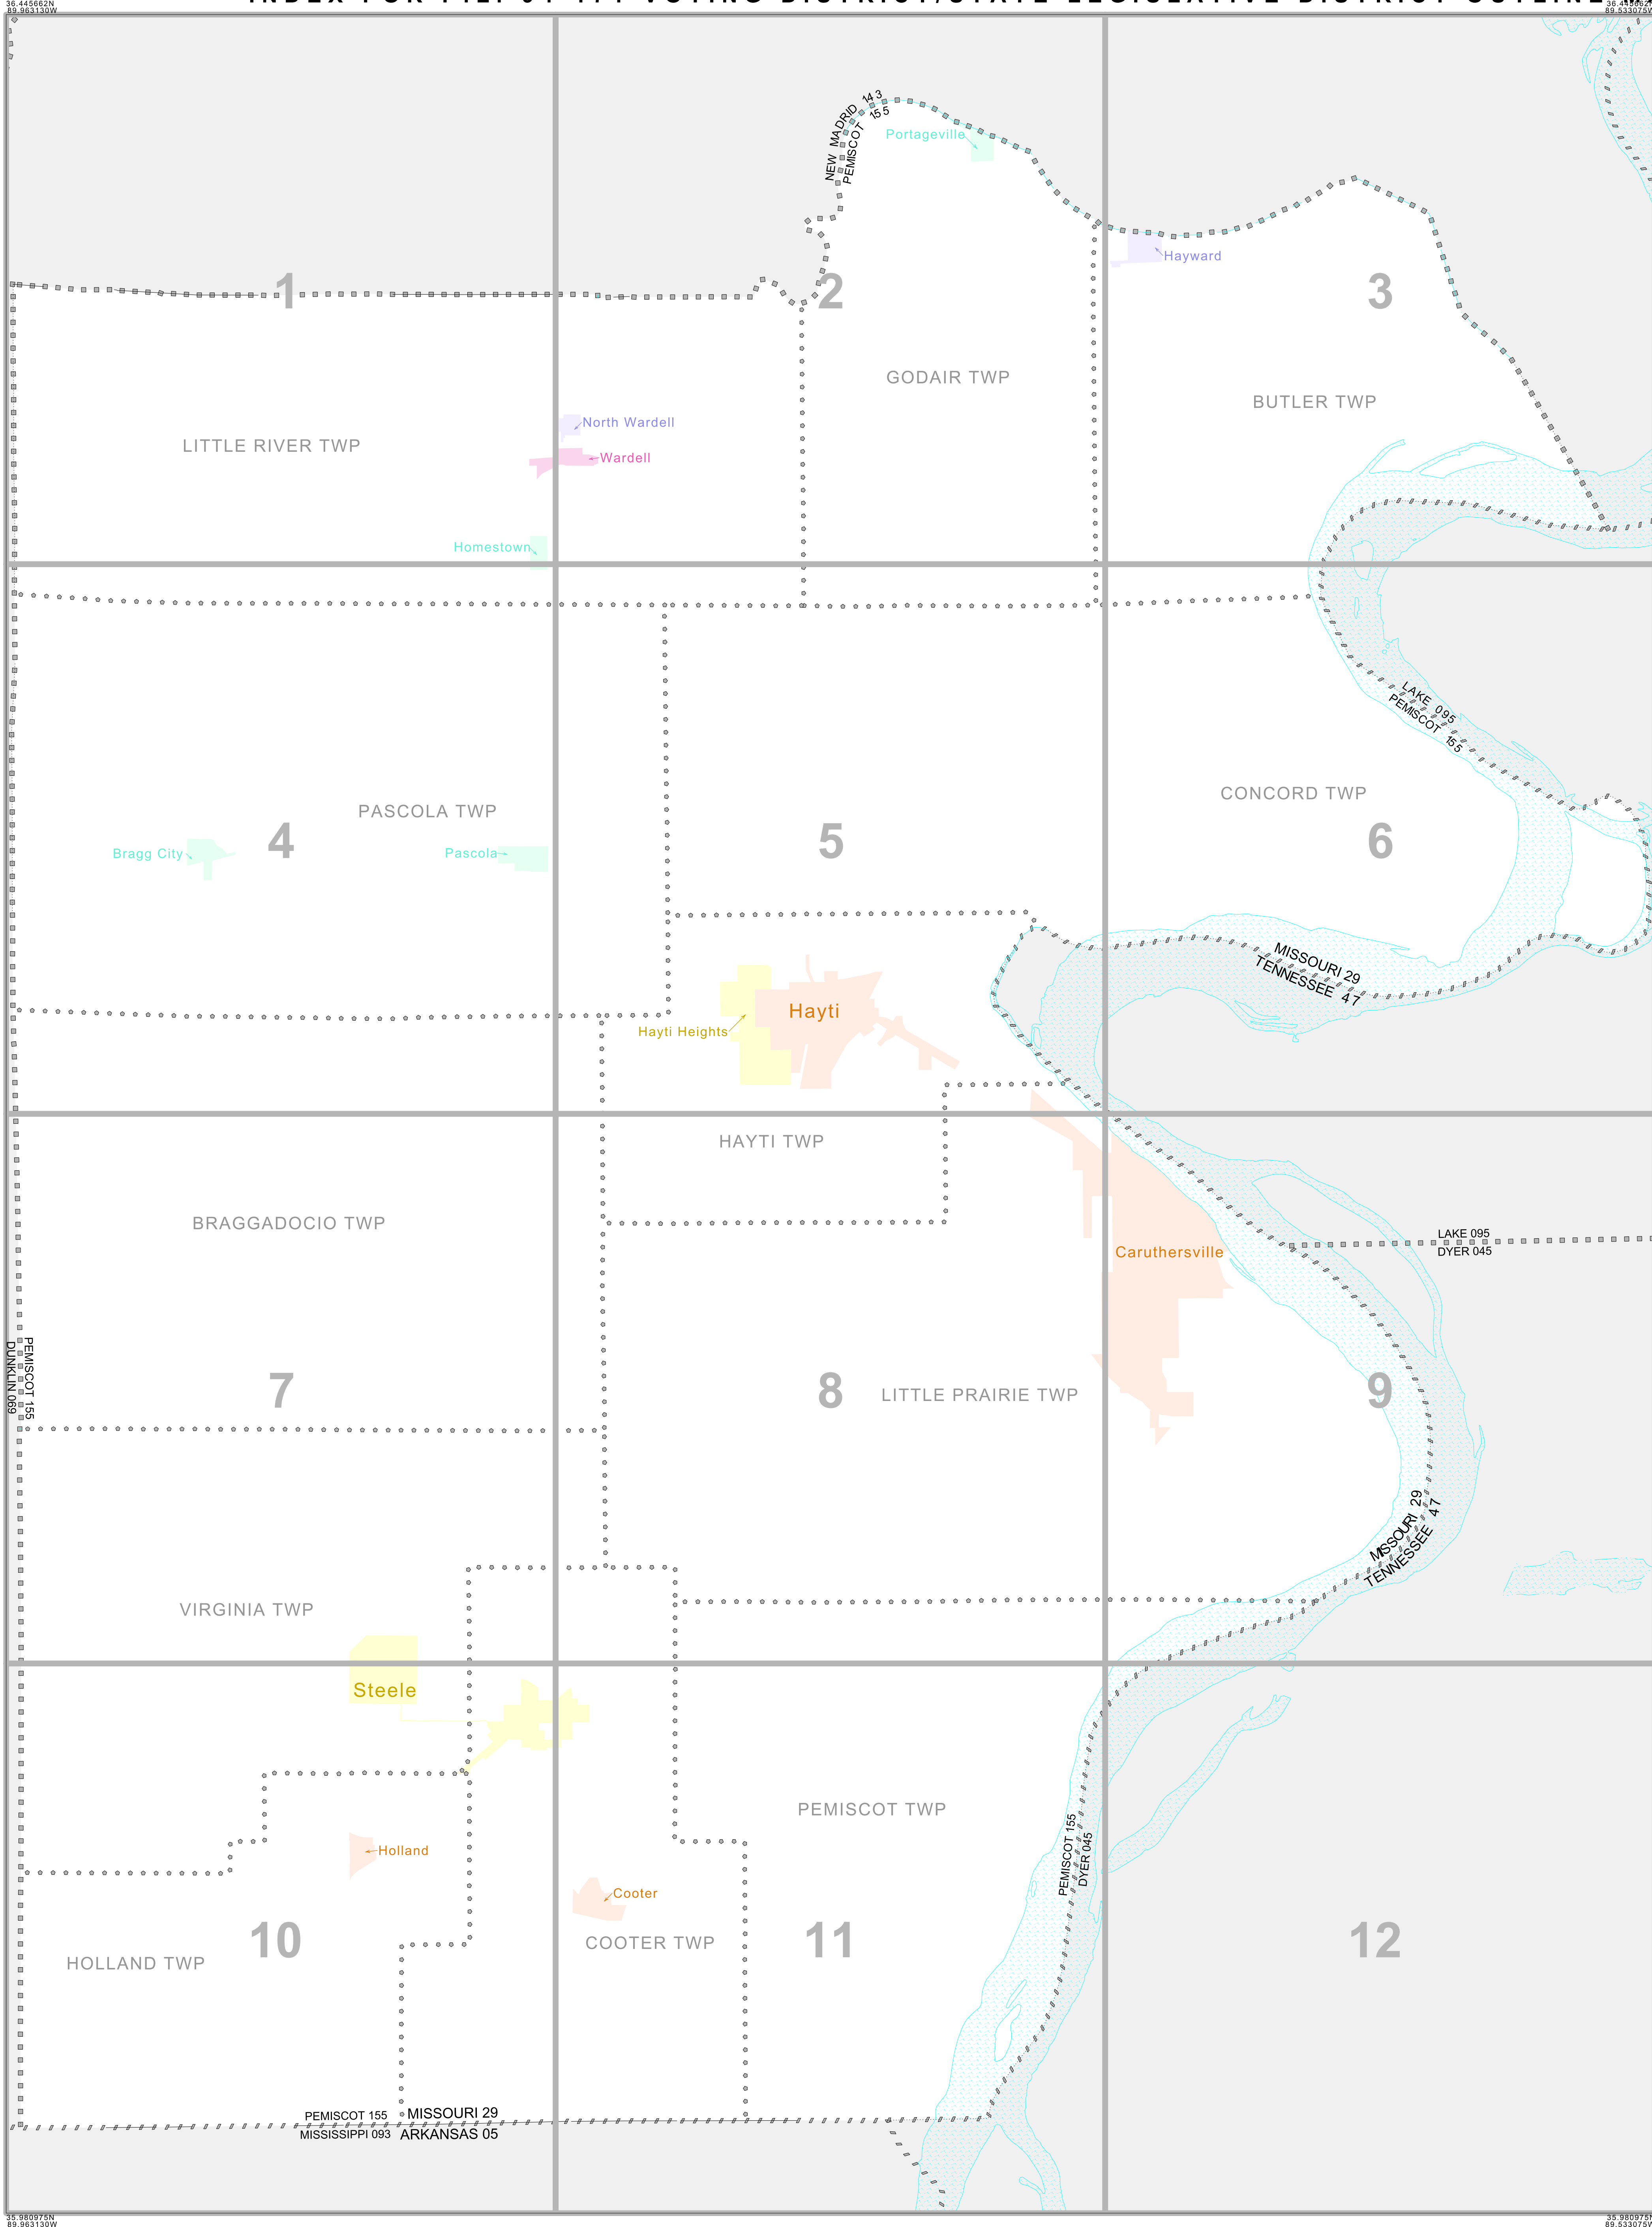 36.445662N
89.963130W
36.445662N
89.533075W
NEW MADRID 143
PEMISCOT 155
Portageville
Hayward
1
2
3
GODAIR TWP
BUTLER TWP
North Wardell
LITTLE RIVER TWP
Wardell
Homestown
LAKE 095
PEMISCOT 155
CONCORD TWP
PASCOLA TWP
4
5
6
Bragg City
Pascola
MISSOURI 29
TENNESSEE 47
Hayti
Hayti Heights
HAYTI TWP
BRAGGADOCIO TWP
LAKE 095
DYER 045
Caruthersville
PEMISCOT 155
DUNKLIN 069
7
8
9
LITTLE PRAIRIE TWP
MISSOURI 29
TENNESSEE 47
VIRGINIA TWP
Steele
PEMISCOT TWP
Holland
PEMISCOT 155
DYER 045
Cooter
10
11
12
COOTER TWP
HOLLAND TWP
PEMISCOT 155
MISSOURI 29
MISSISSIPPI 093
ARKANSAS 05
35.980975N
89.963130W
35.980978N
89.533075W